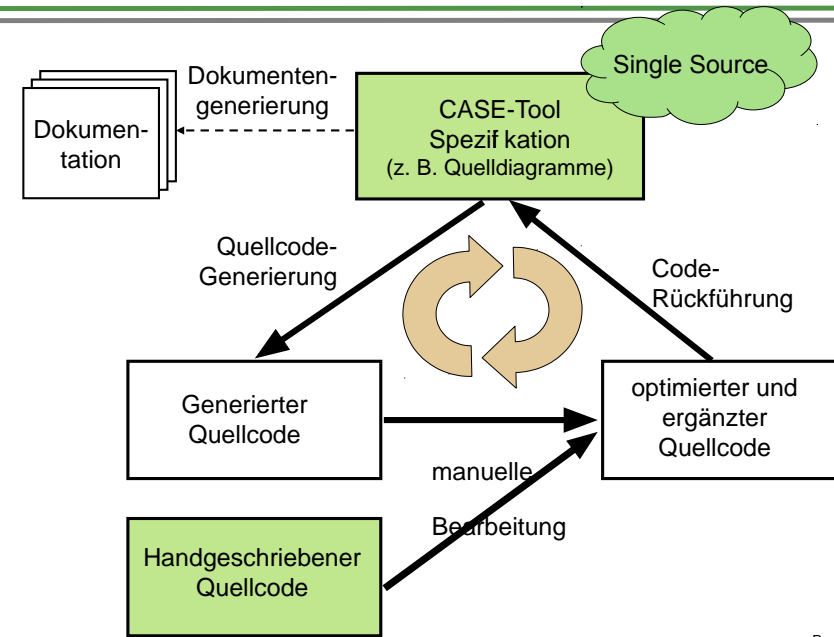 Single Source
Dokumenten-
generierung
Dokumen-
tation
CASE-Tool
Spezif kation
(z. B. Quelldiagramme)
Quellcode-
Generierung
Code-
Rückführung
Generierter
Quellcode
optimierter und
ergänzter
Quellcode
manuelle
Bearbeitung
Handgeschriebener
Quellcode